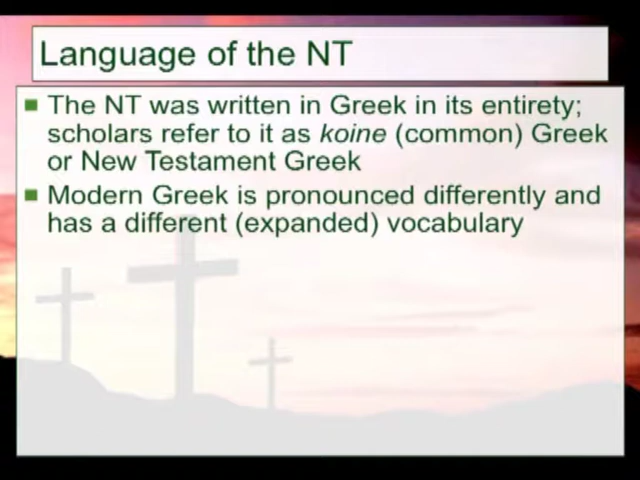 Language of the NT
The NT was written in Greek in its entirety;
scholars refer to it as koine (common) Greek
or New Testament Greek
Modern Greek is pronounced differently and
has a different (expanded) vocabulary